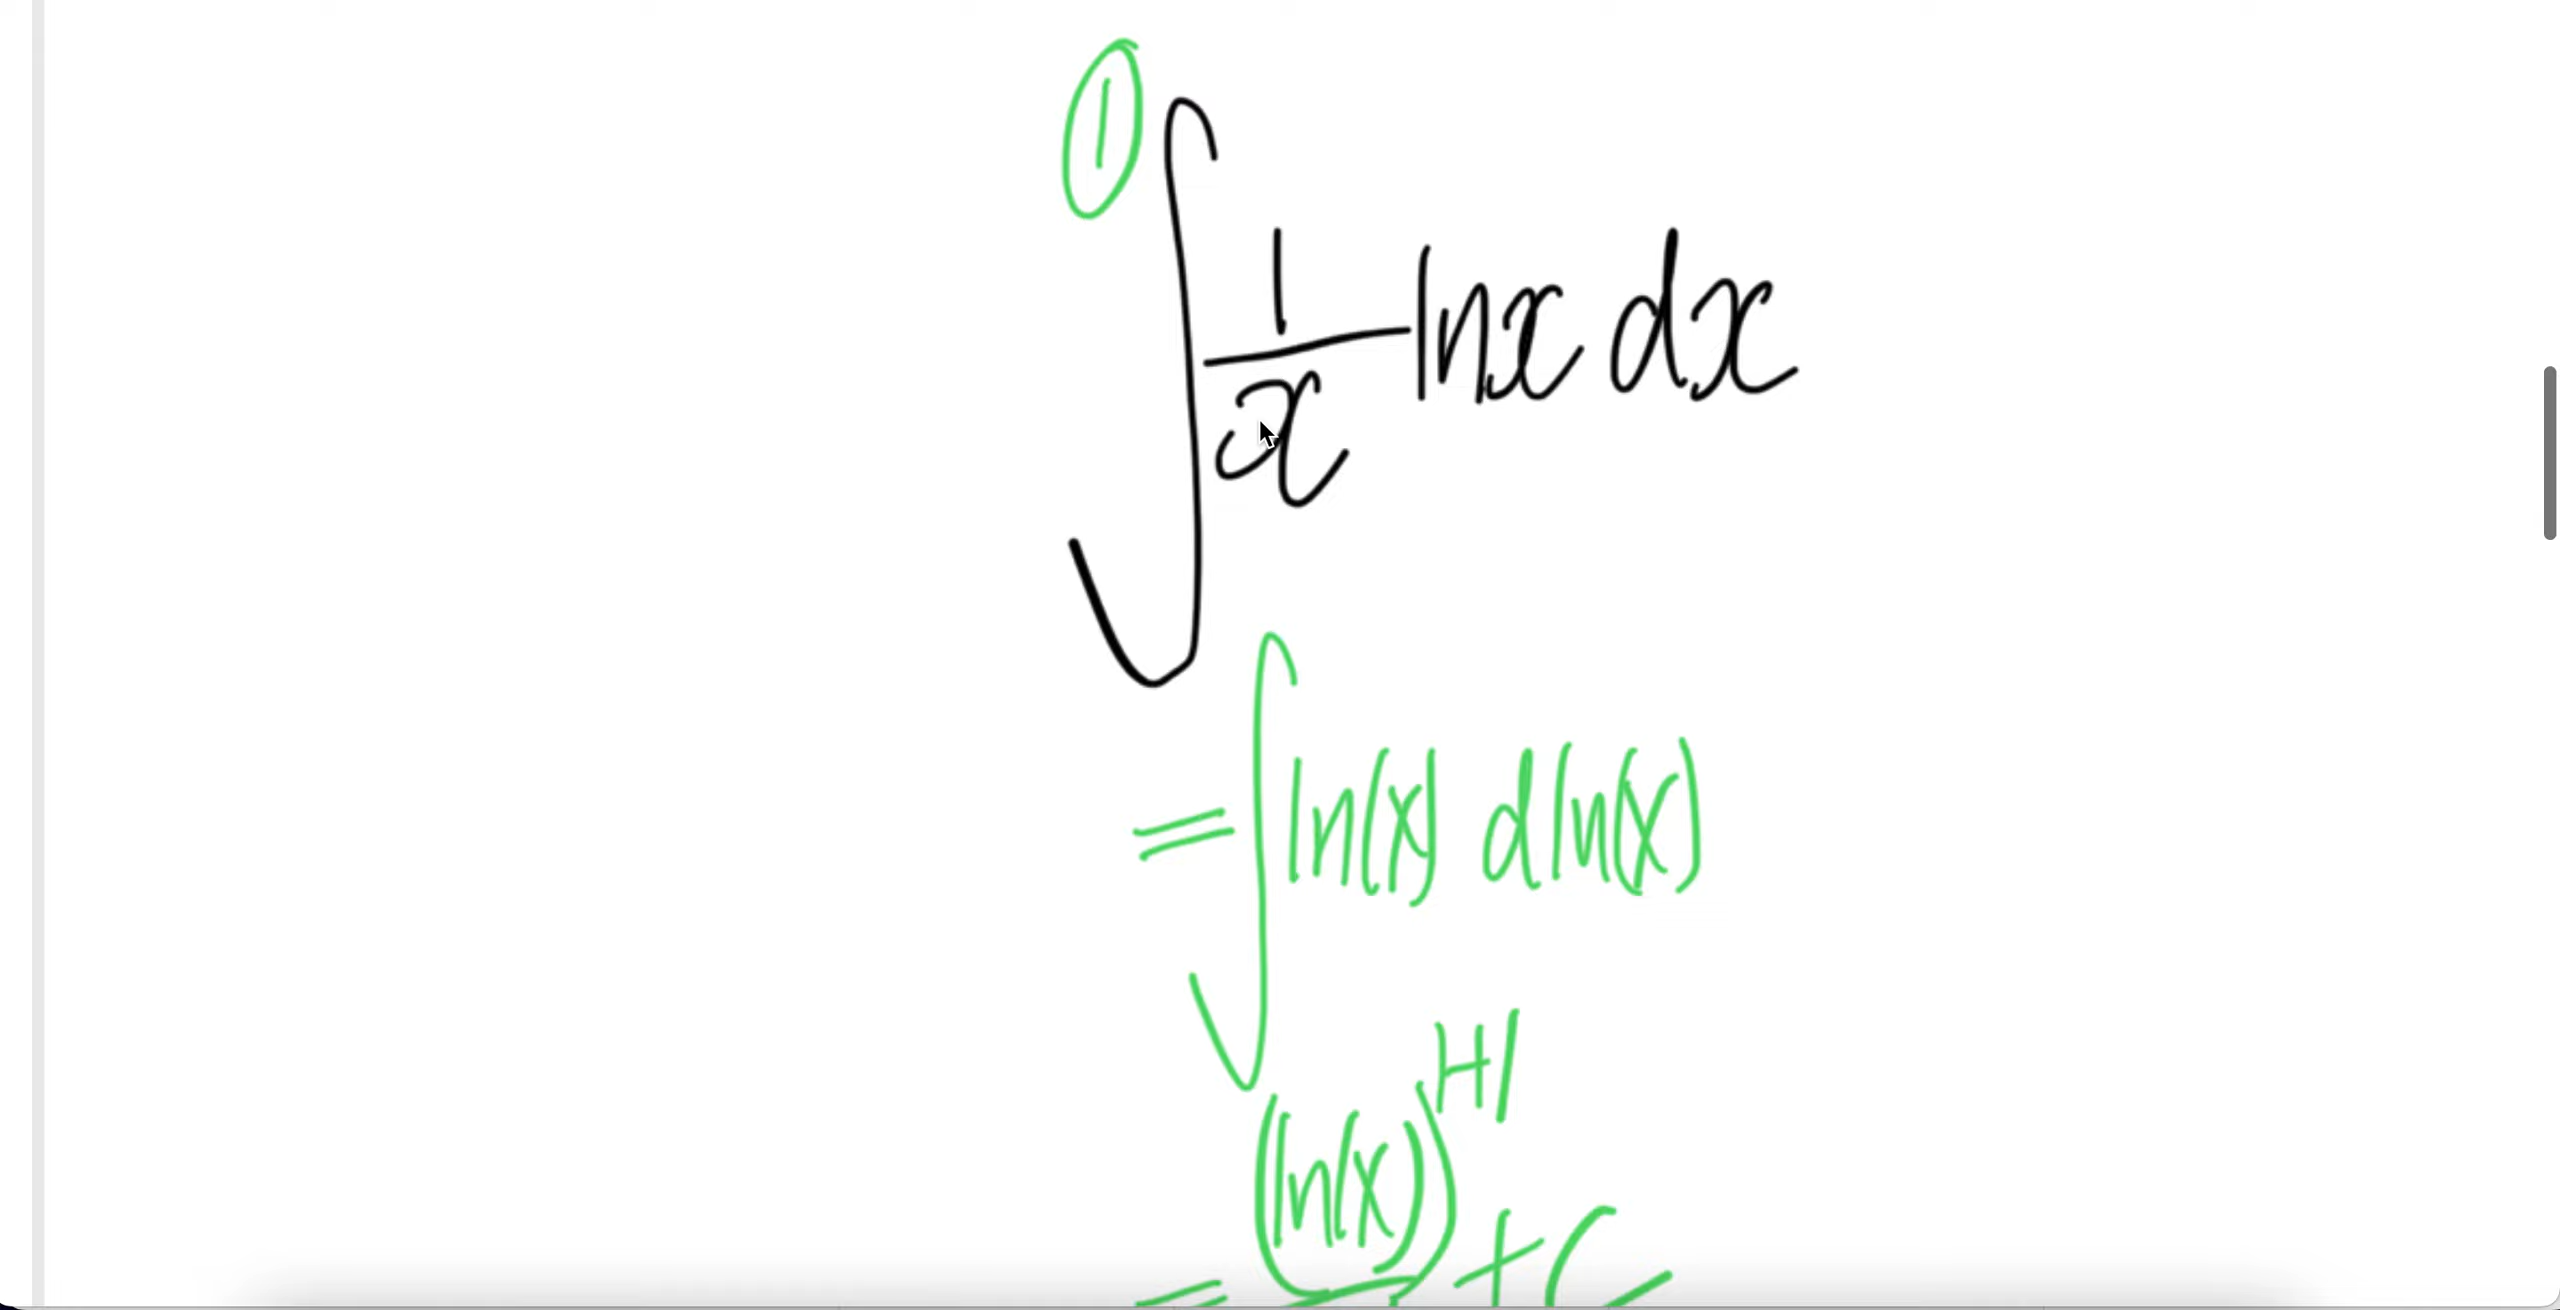 ① ∫ 1/x lnx dx
= ∫ ln(x) d ln(x)
= (ln(x))^1+1 + C